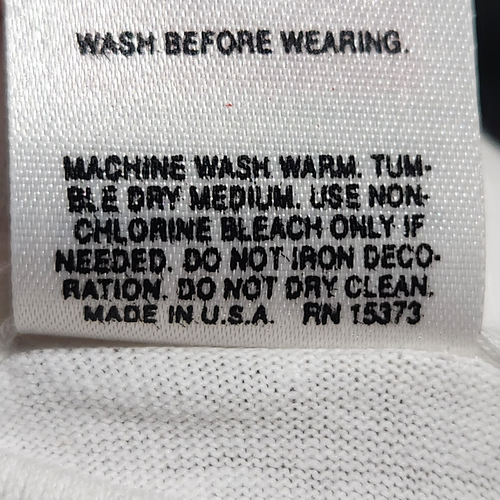 WASH BEFORE WEARING.
MACHINE WASH WARM. TUM-
BLE DRY MEDIUM. USE NON-
CHLORINE BLEACH ONLY IF
NEEDED. DO NOT IRON DECO-
RATION. DO NOT DRY CLEAN.
MADE IN U.S.A. RN 15373